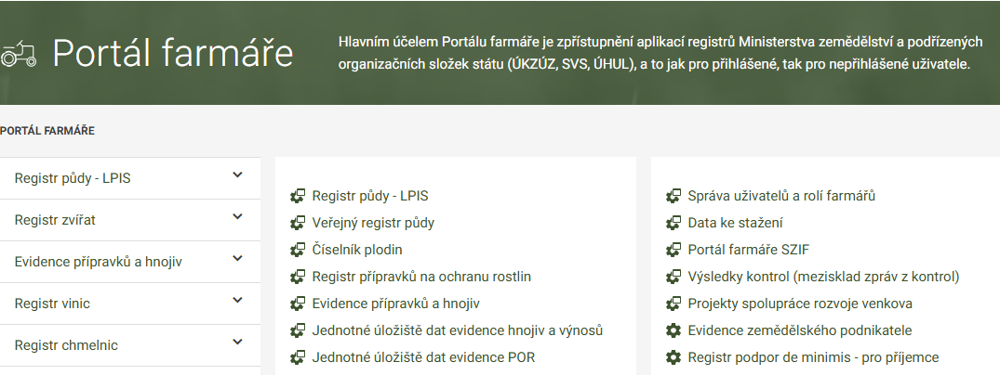 Portál farmáře
Hlavním účelem Portálu farmáře je zpřístupnění aplikací registrů Ministerstva zemědělství a podřízených
organizačních složek státu (ÚKZÚZ, SVS, ÚHUL), a to jak pro přihlášené, tak pro nepřihlášené uživatele.
PORTÁL FARMÁŘE
Registr půdy - LPIS
Registr zvířat
Evidence přípravků a hnojiv
Registr vinic
Registr chmelnic
Registr půdy - LPIS
Veřejný registr půdy
Číselník plodin
Registr přípravků na ochranu rostlin
Evidence přípravků a hnojiv
Jednotné úložiště dat evidence hnojiv a výnosů
Jednotné úložiště dat evidence POR
Správa uživatelů a rolí farmářů
Data ke stažení
Portál farmáře SZIF
Výsledky kontrol (mezisklad zpráv z kontrol)
Projekty spolupráce rozvoje venkova
Evidence zemědělského podnikatele
Registr podpor de minimis - pro příjemce